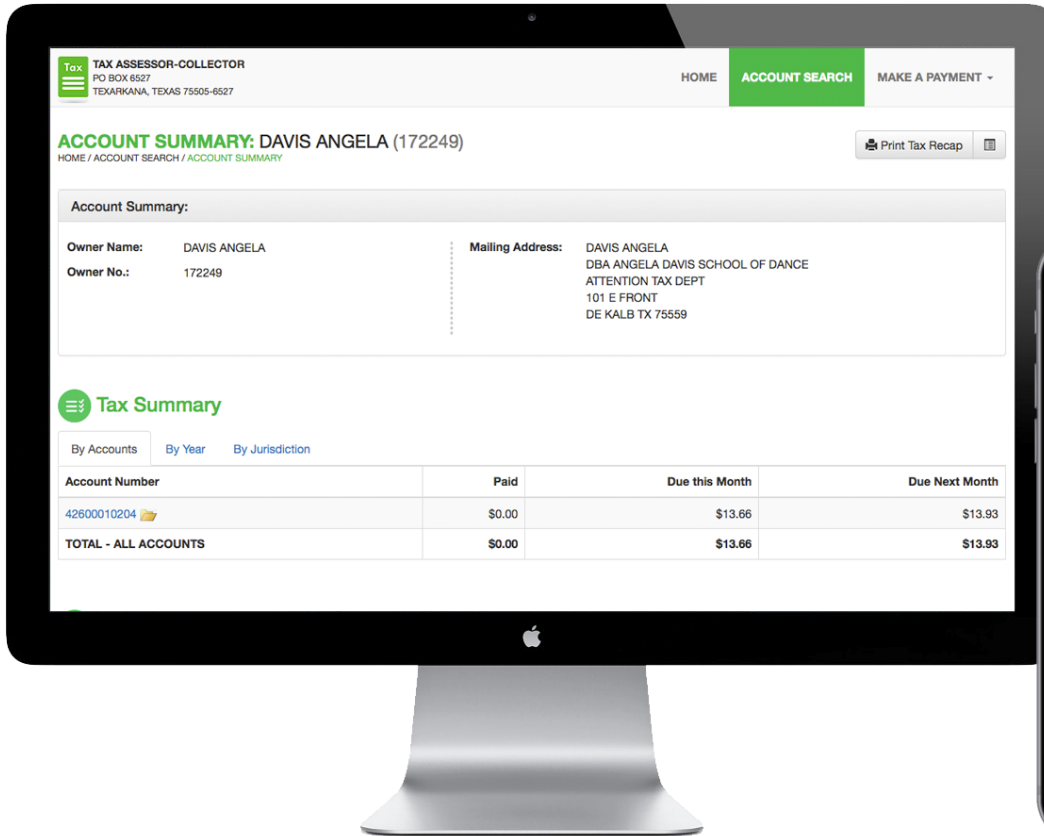 Tax
TAX ASSESSOR-COLLECTOR
PO BOX 6527
TEXARKANA, TEXAS 75505-6527
HOME
ACCOUNT SEARCH
MAKE A PAYMENT
ACCOUNT SUMMARY: DAVIS ANGELA (172249)
HOME / ACCOUNT SEARCH / ACCOUNT SUMMARY
Print Tax Recap
Account Summary:
Owner Name: DAVIS ANGELA
Owner No.: 172249
Mailing Address: DAVIS ANGELA
DBA ANGELA DAVIS SCHOOL OF DANCE
ATTENTION TAX DEPT
101 E FRONT
DE KALB TX 75559
Tax Summary
By Accounts By Year By Jurisdiction
Account Number Paid Due this Month Due Next Month
42600010204 $0.00 $13.66 $13.93
TOTAL - ALL ACCOUNTS $0.00 $13.66 $13.93